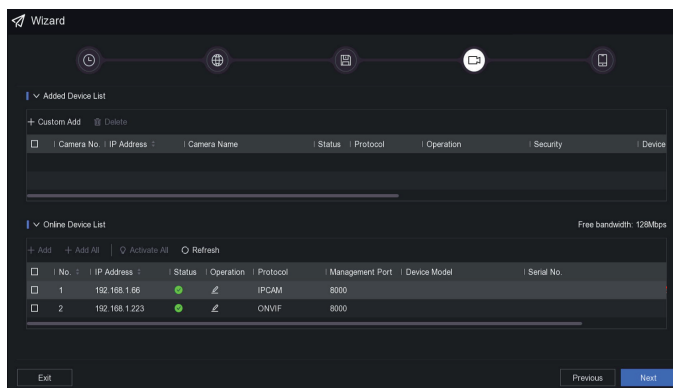 Wizard
Added Device List
+ Custom Add Delete
Camera No. IP Address Camera Name Status Protocol Operation Security Device
Online Device List Free bandwidth: 128Mbps
+ Add + Add All Activate All Refresh
No. IP Address Status Operation Protocol Management Port Device Model Serial No.
1 192.168.1.66 IPCAM 8000
2 192.168.1.223 ONVIF 8000
Exit Previous Next